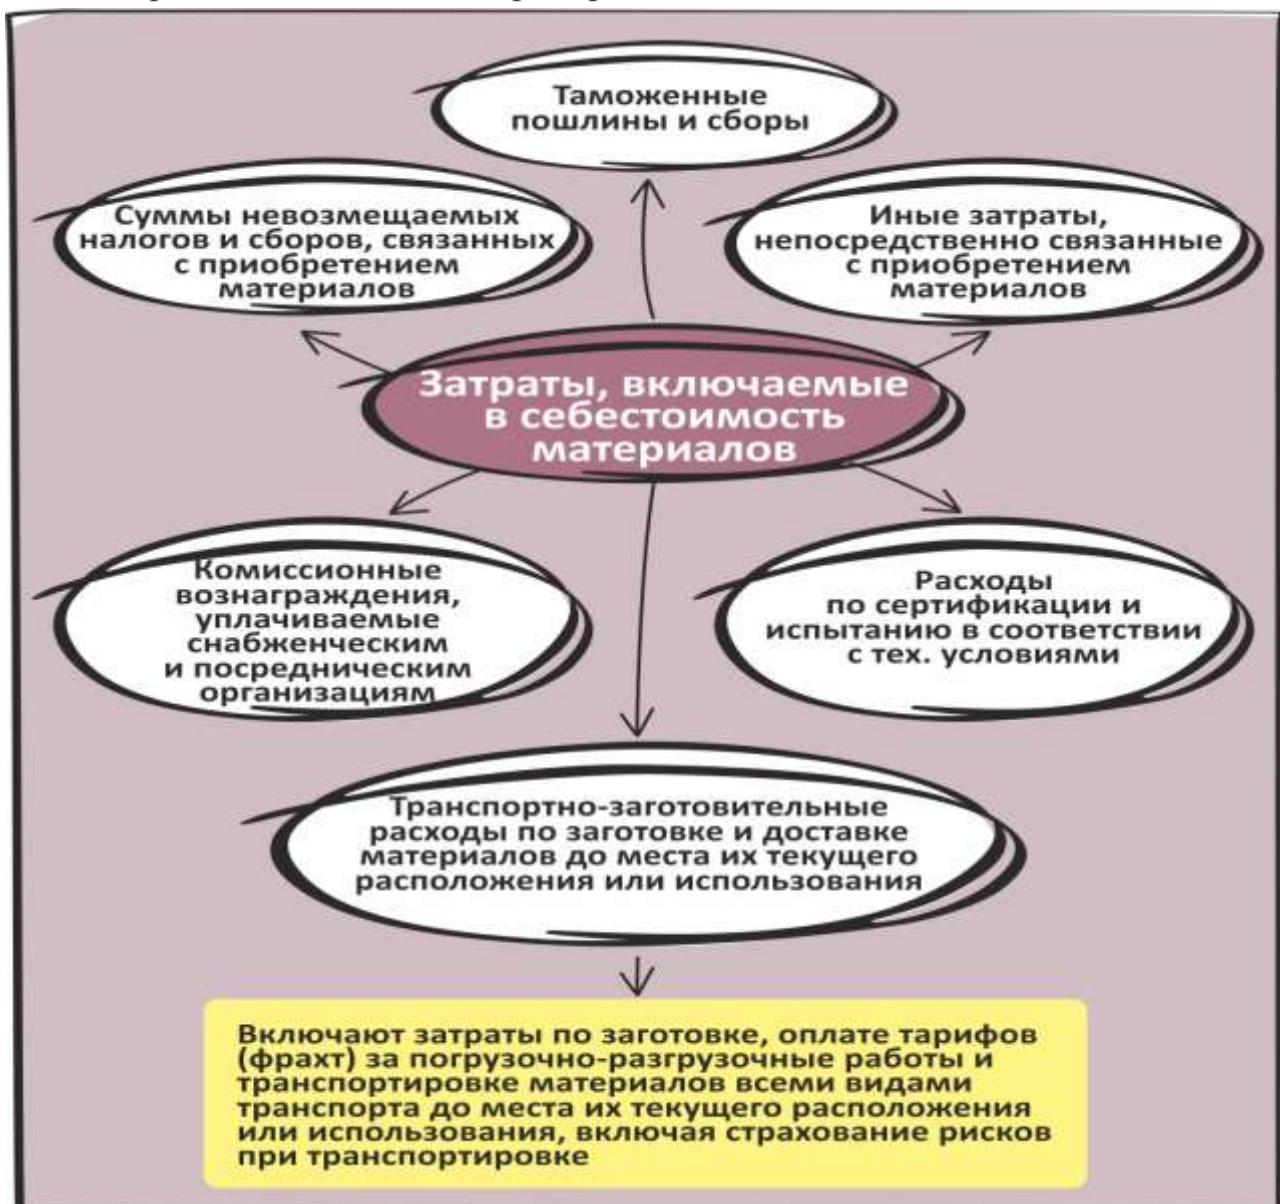 Таможенные
пошлины и сборы
Суммы невозмещаемых
налогов и сборов, связанных
с приобретением
материалов
Иные затраты,
непосредственно связанные
с приобретением
материалов
Затраты, включаемые
в себестоимость
материалов
Комиссионные
вознаграждения,
уплачиваемые
снабженческим
и посредническим
организациям
Расходы
по сертификации и
испытанию в соответствии
с тех. условиями
Транспортно-заготовительные
расходы по заготовке и доставке
материалов до места их текущего
расположения или использования
Включают затраты по заготовке, оплате тарифов
(фрахт) за погрузочно-разгрузочные работы и
транспортировке материалов всеми видами
транспорта до места их текущего расположения
или использования, включая страхование рисков
при транспортировке